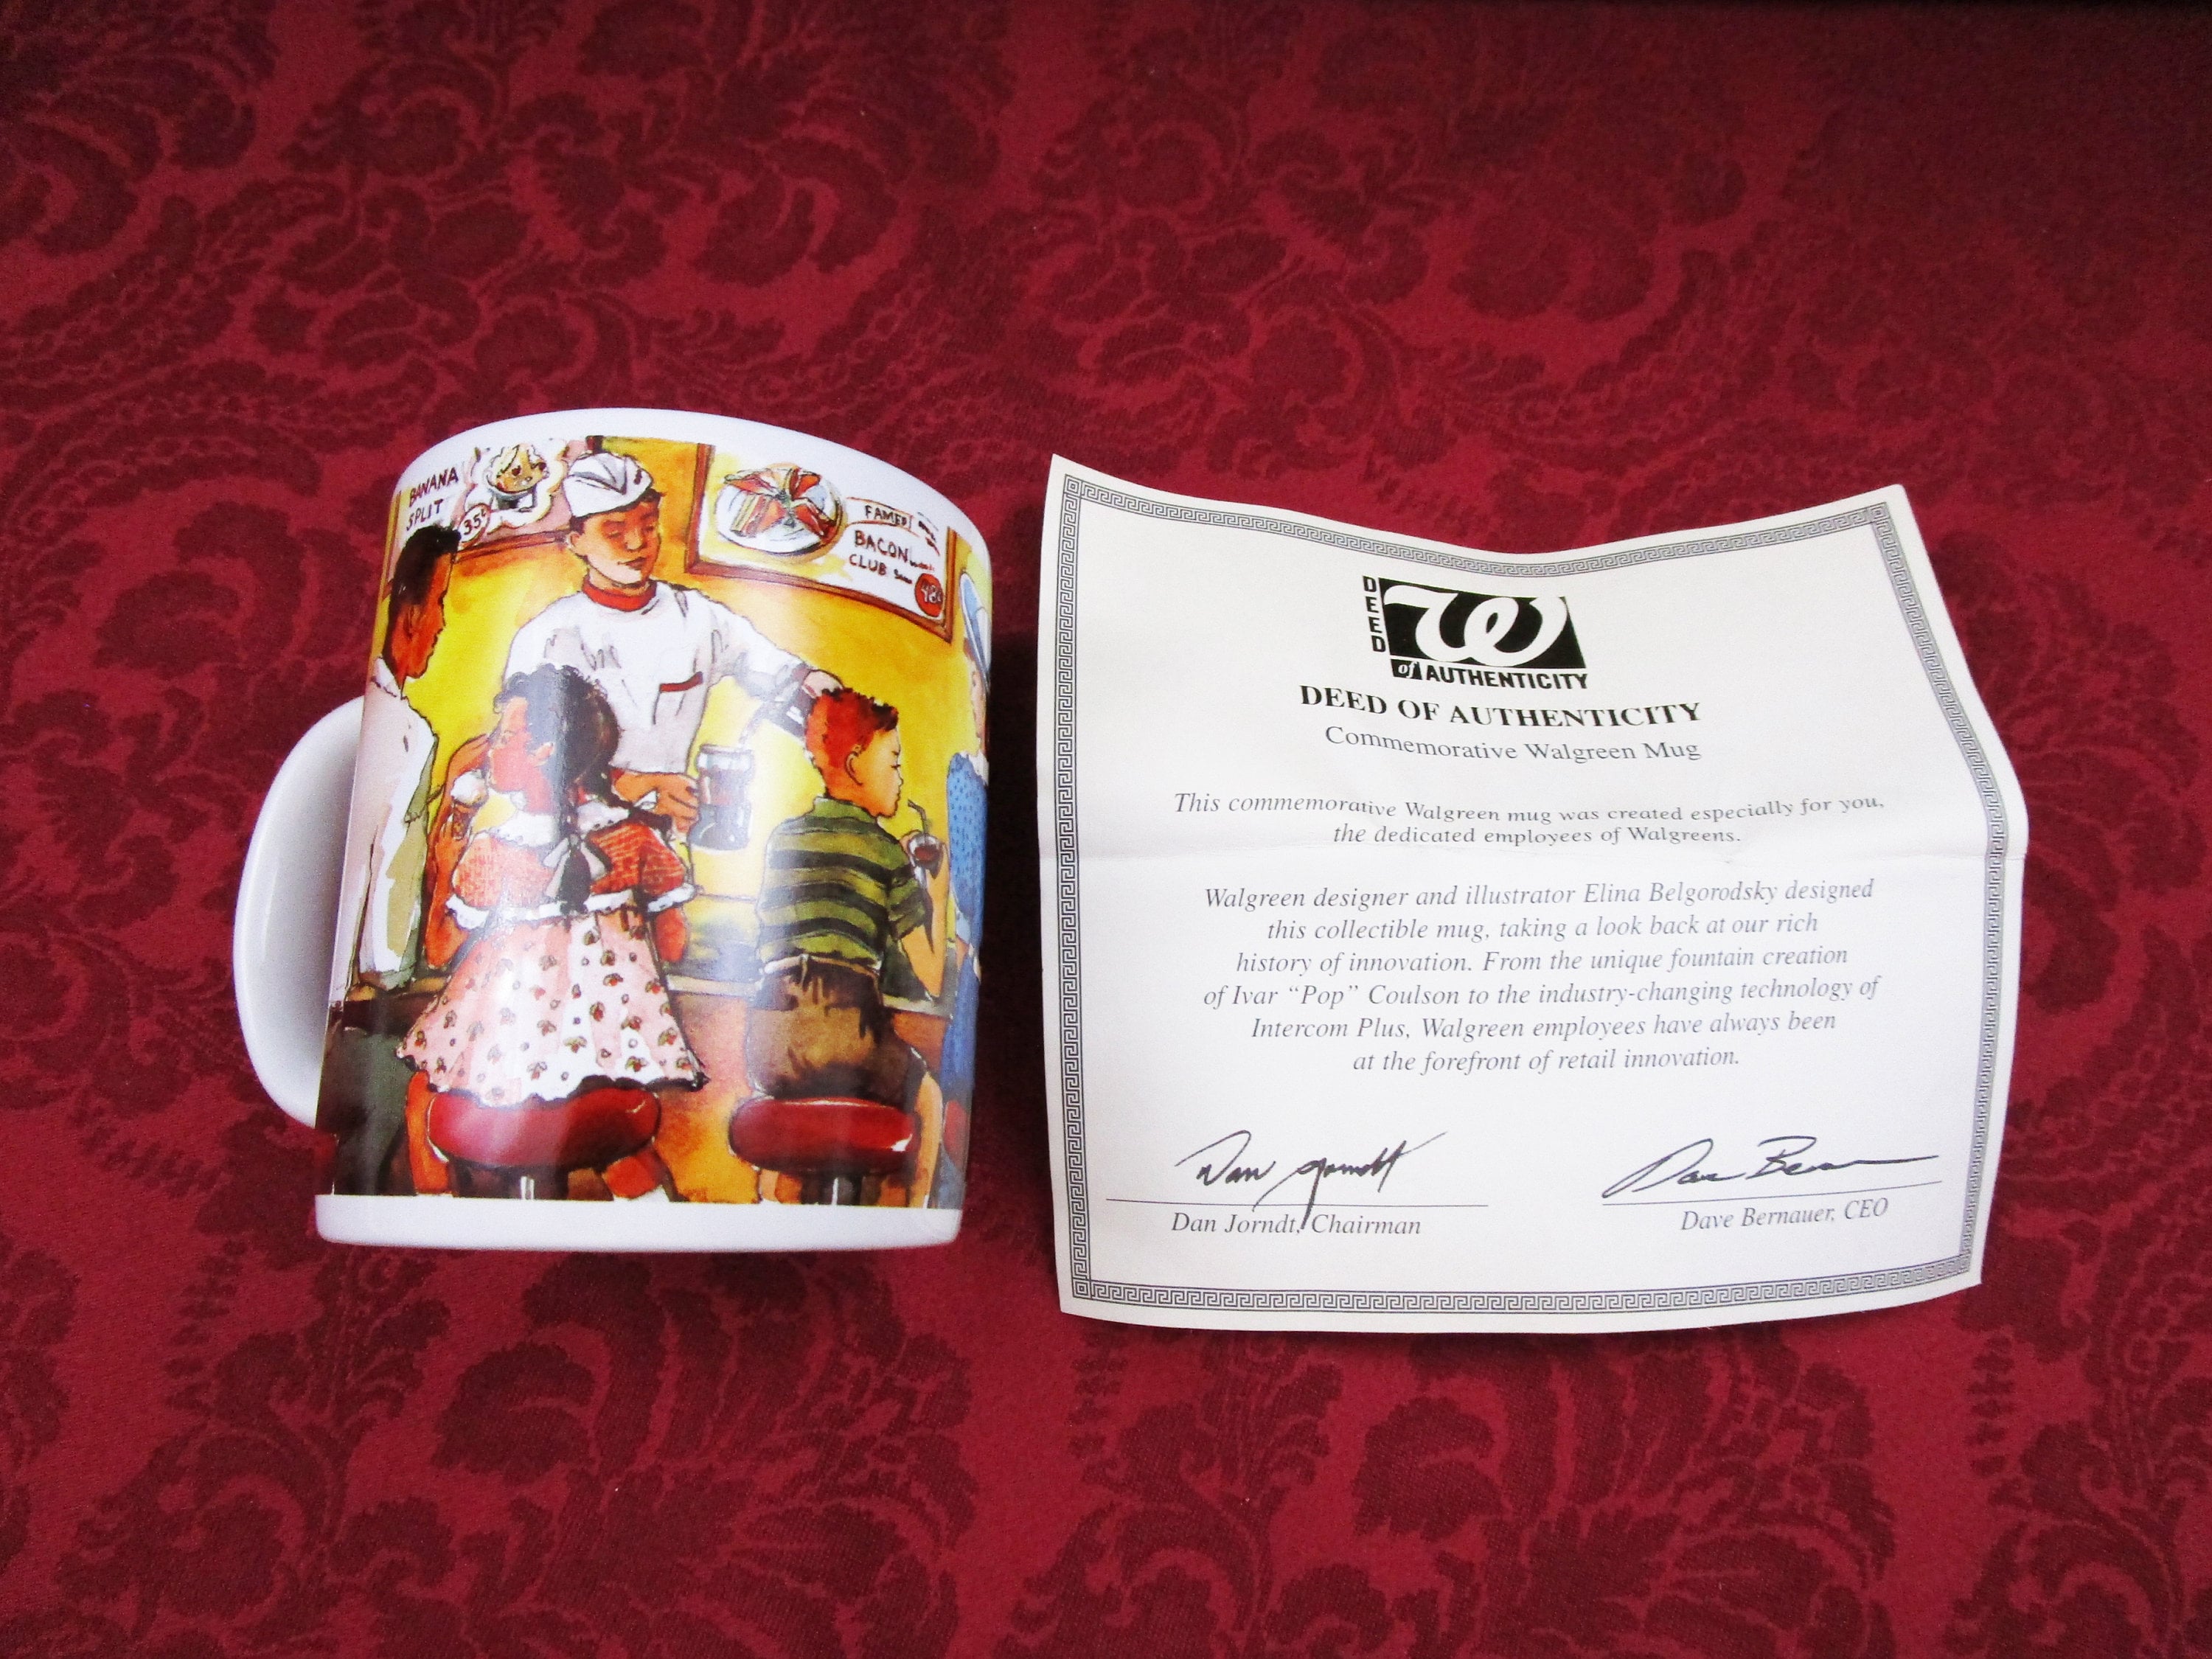 BANANA
SPLIT
35¢
BACON
CLUB
48¢
DEED
W
of AUTHENTICITY
DEED OF AUTHENTICITY
Commemorative Walgreen Mug
This commemorative Walgreen mug was created especially for you,
the dedicated employees of Walgreens.
Walgreen designer and illustrator Elina Belgorodsky designed
this collectible mug, taking a look back at our rich
history of innovation. From the unique fountain creation
of Ivar “Pop” Coulson to the industry-changing technology of
Intercom Plus, Walgreen employees have always been
at the forefront of retail innovation.
Dan Jorndt
Dan Jorndt, Chairman
Dave Bernauer, CEO